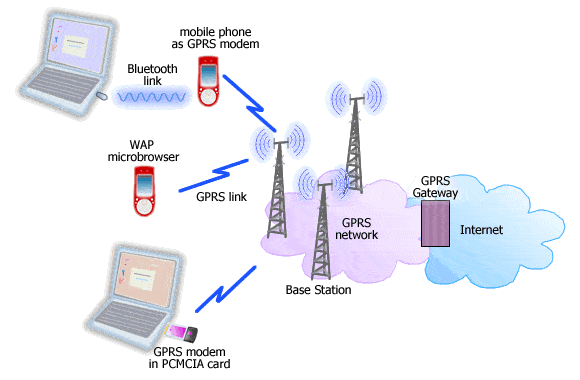 mobile phone
as GPRS modem
Bluetooth
link
WAP
microbrowser
GPRS link
GPRS
Gateway
GPRS
network
Internet
Base Station
GPRS modem
in PCMCIA card